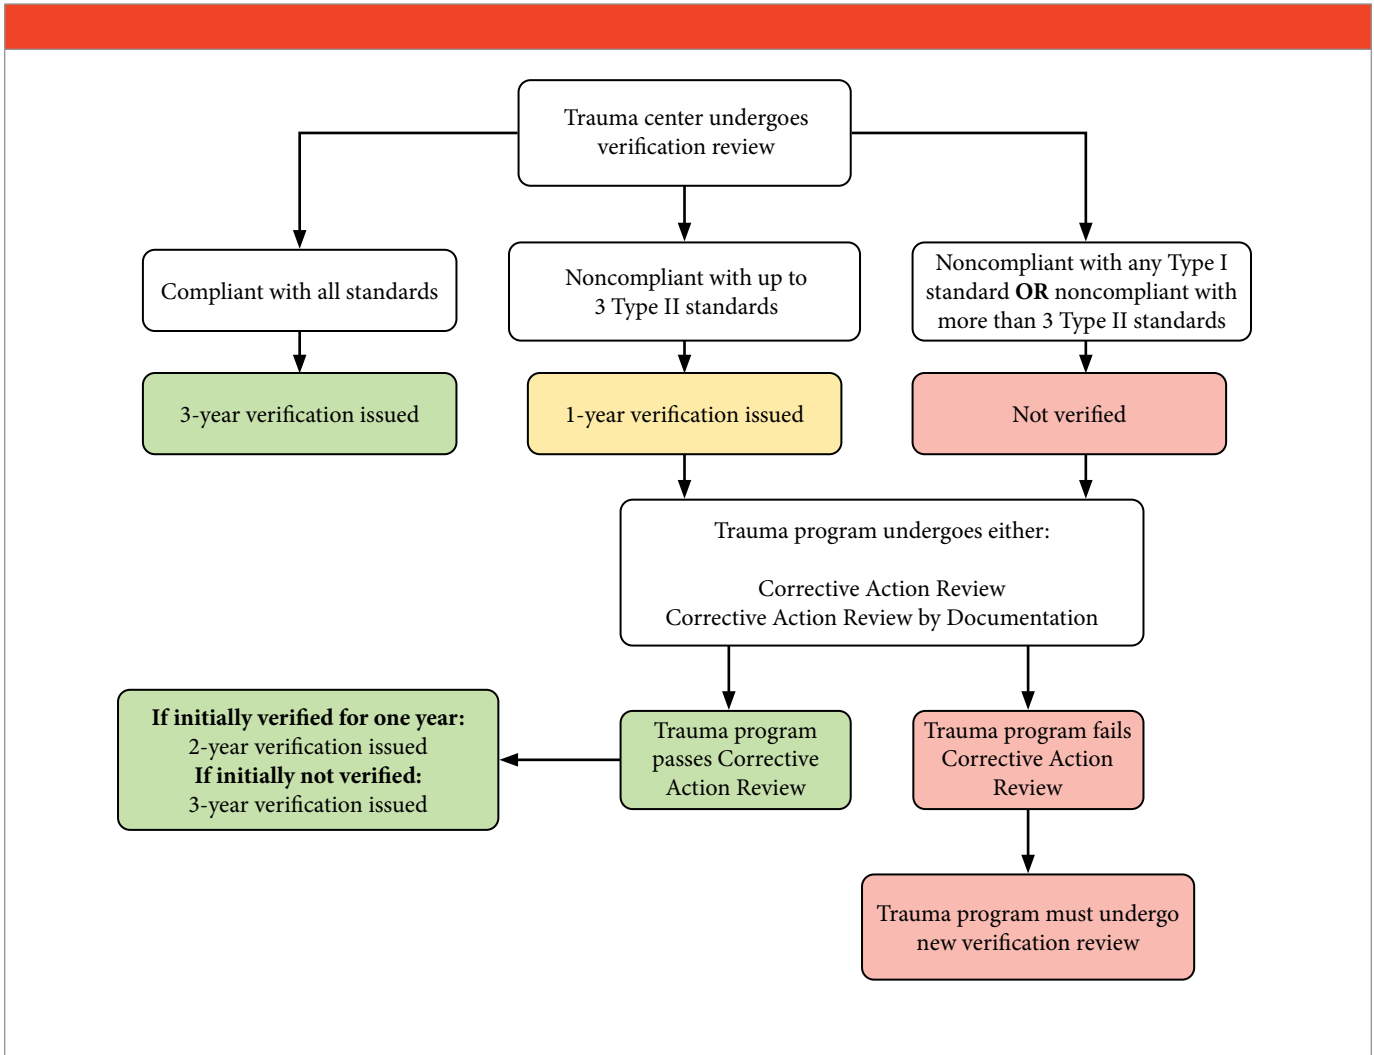 Trauma center undergoes
verification review
Compliant with all standards
Noncompliant with up to
3 Type II standards
Noncompliant with any Type I
standard OR noncompliant with
more than 3 Type II standards
3-year verification issued
1-year verification issued
Not verified
Trauma program undergoes either:
Corrective Action Review
Corrective Action Review by Documentation
If initially verified for one year:
2-year verification issued
If initially not verified:
3-year verification issued
Trauma program
passes Corrective
Action Review
Trauma program fails
Corrective Action
Review
Trauma program must undergo
new verification review